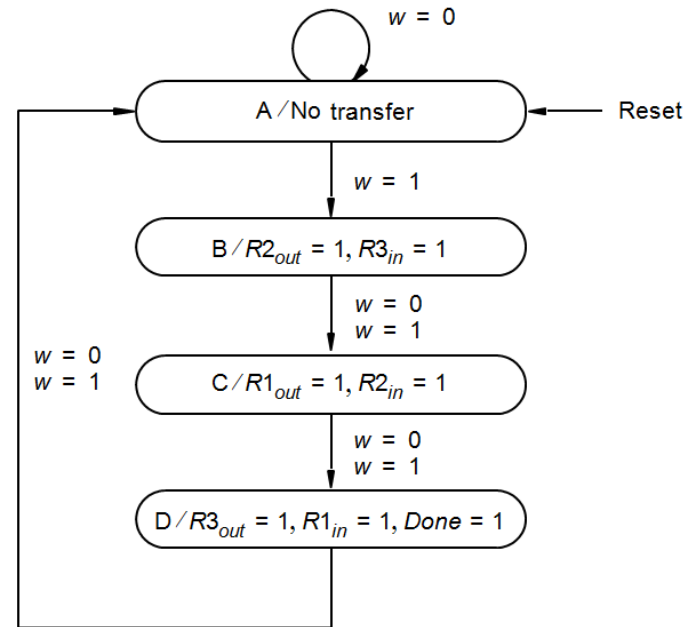 w = 0
A/No transfer
Reset
w = 1
B/R2out = 1, R3in = 1
w = 0
w = 1
w = 0
w = 1
C/R1out = 1, R2in = 1
w = 0
w = 1
D/R3out = 1, R1in = 1, Done = 1